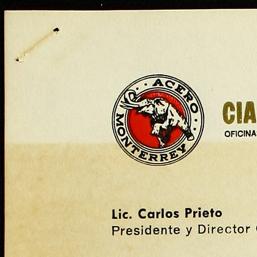 ACERO
MONTERREY
CIA
OFICINA
Lic. Carlos Prieto
Presidente y Director